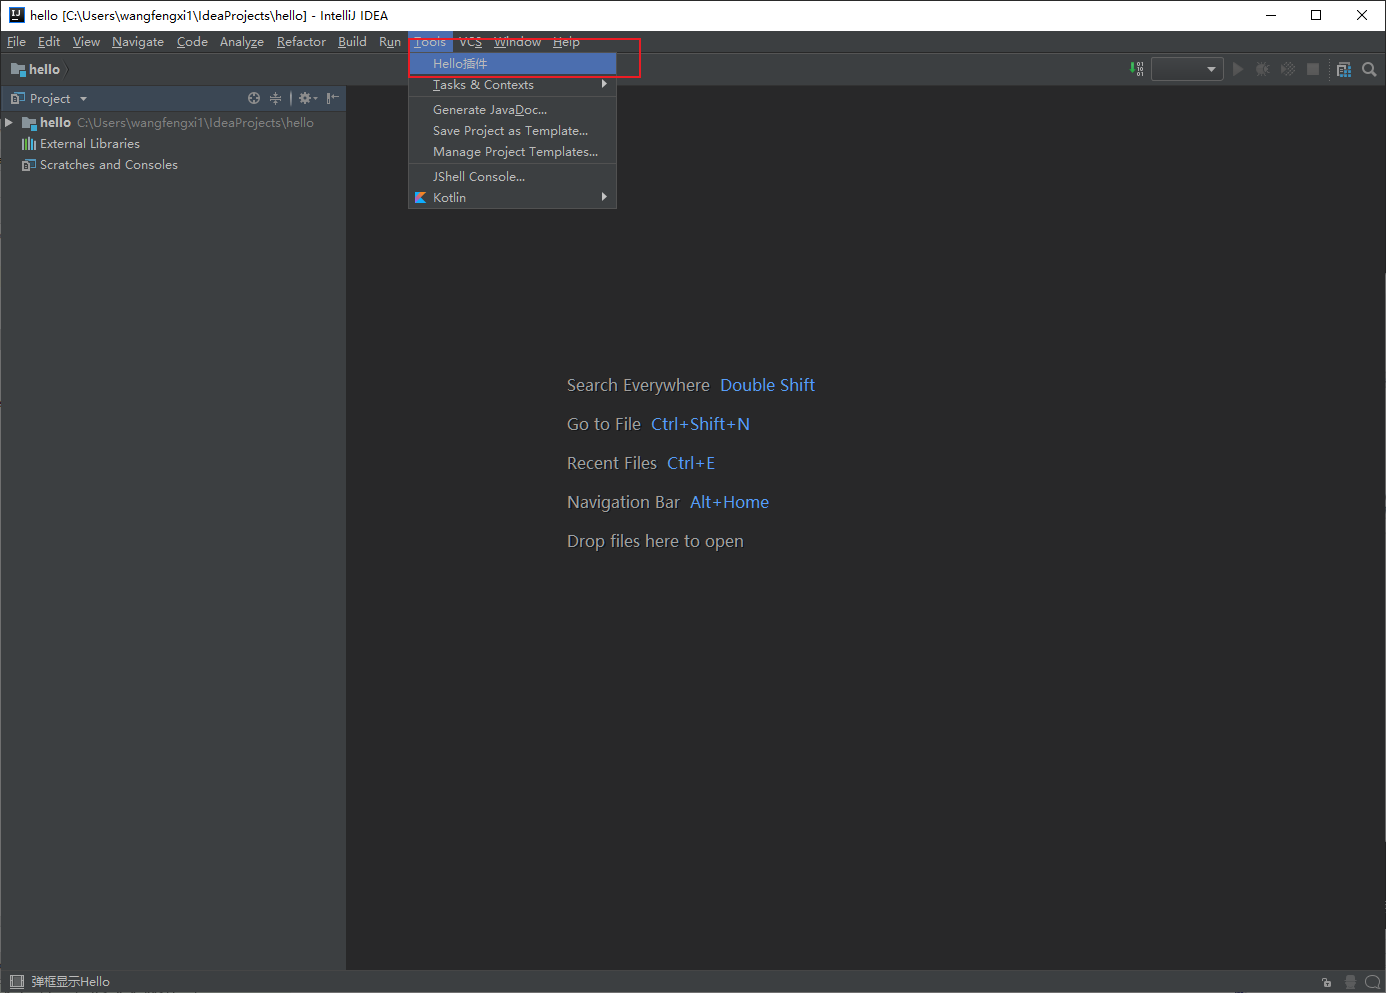 hello [C:\Users\wangfengxi1\IdeaProjects\hello] - IntelliJ IDEA
File Edit View Navigate Code Analyze Refactor Build Run Tools VCS Window Help
hello
Hello插件
Tasks & Contexts
Generate JavaDoc...
Save Project as Template...
Manage Project Templates...
JShell Console...
Kotlin
Project
hello C:\Users\wangfengxi1\IdeaProjects\hello
External Libraries
Scratches and Consoles
Search Everywhere Double Shift
Go to File Ctrl+Shift+N
Recent Files Ctrl+E
Navigation Bar Alt+Home
Drop files here to open
弹框显示Hello